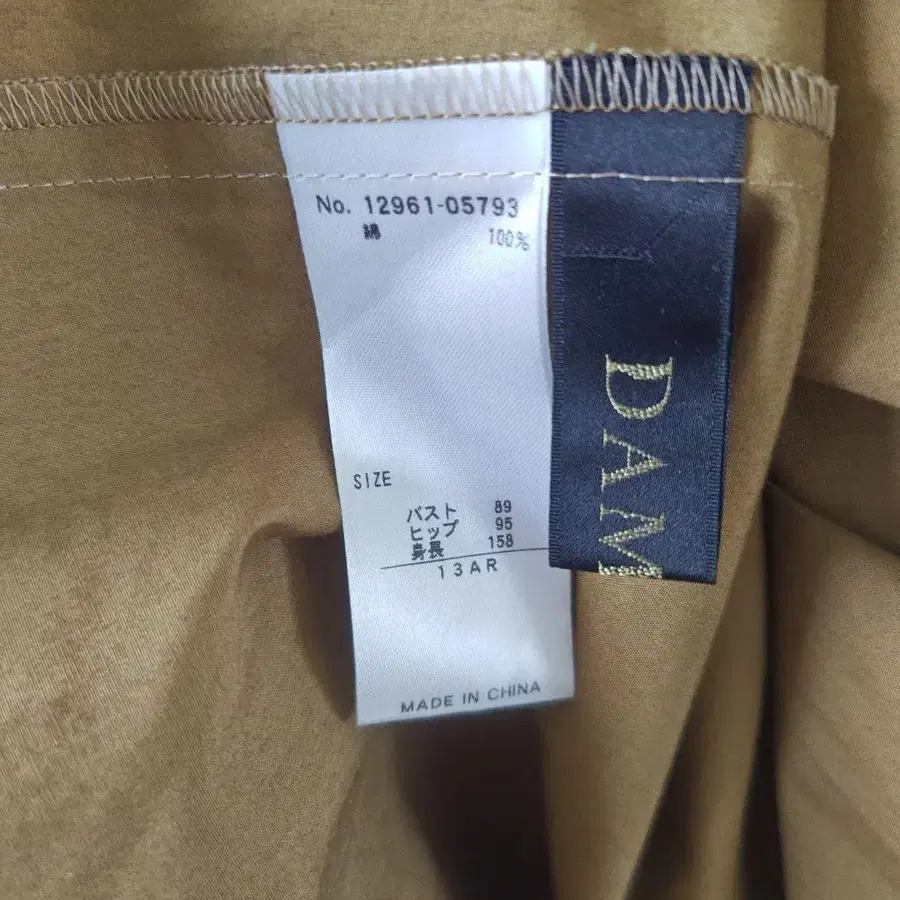 No. 12961-05793
綿 100%
SIZE
バスト 89
ヒップ 95
身長 158
13AR
MADE IN CHINA
DAM